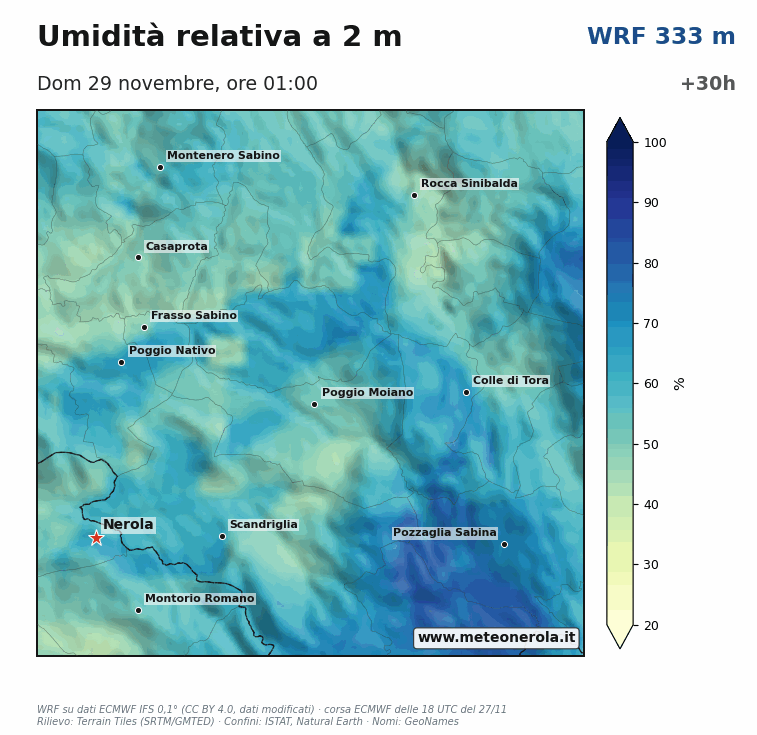 Umidità relativa a 2 m
WRF 333 m
Dom 29 novembre, ore 01:00
+30h
Montenero Sabino
Rocca Sinibalda
Casaprota
Frasso Sabino
Poggio Nativo
Colle di Tora
Poggio Moiano
Nerola
Scandriglia
Pozzaglia Sabina
Montorio Romano
www.meteonerola.it
100
90
80
70
60
50
40
30
20
%
WRF su dati ECMWF IFS 0,1° (CC BY 4.0, dati modificati) · corsa ECMWF delle 18 UTC del 27/11
Rilievo: Terrain Tiles (SRTM/GMTED) · Confini: ISTAT, Natural Earth · Nomi: GeoNames